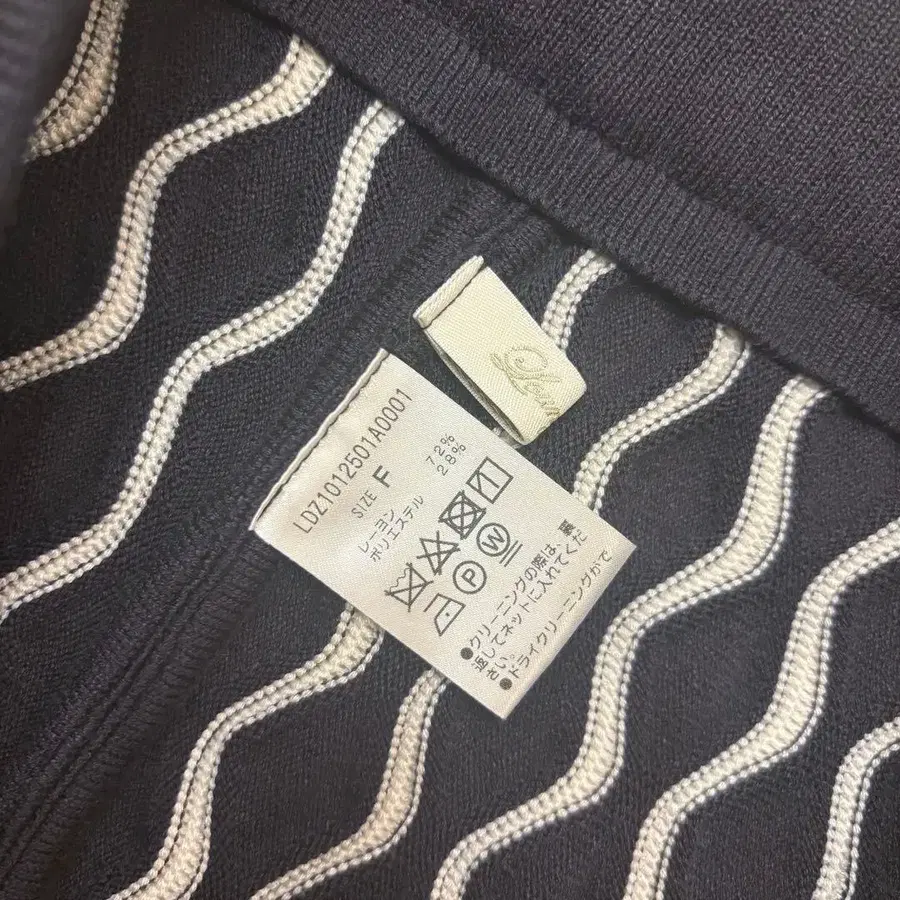 LDZ1012501A0001
SIZE F
レーヨン 72%
ポリエステル 28%
P W
●クリーニングの際は、裏
返してネットに入れてくだ
さい。
●ドライクリーニングがで